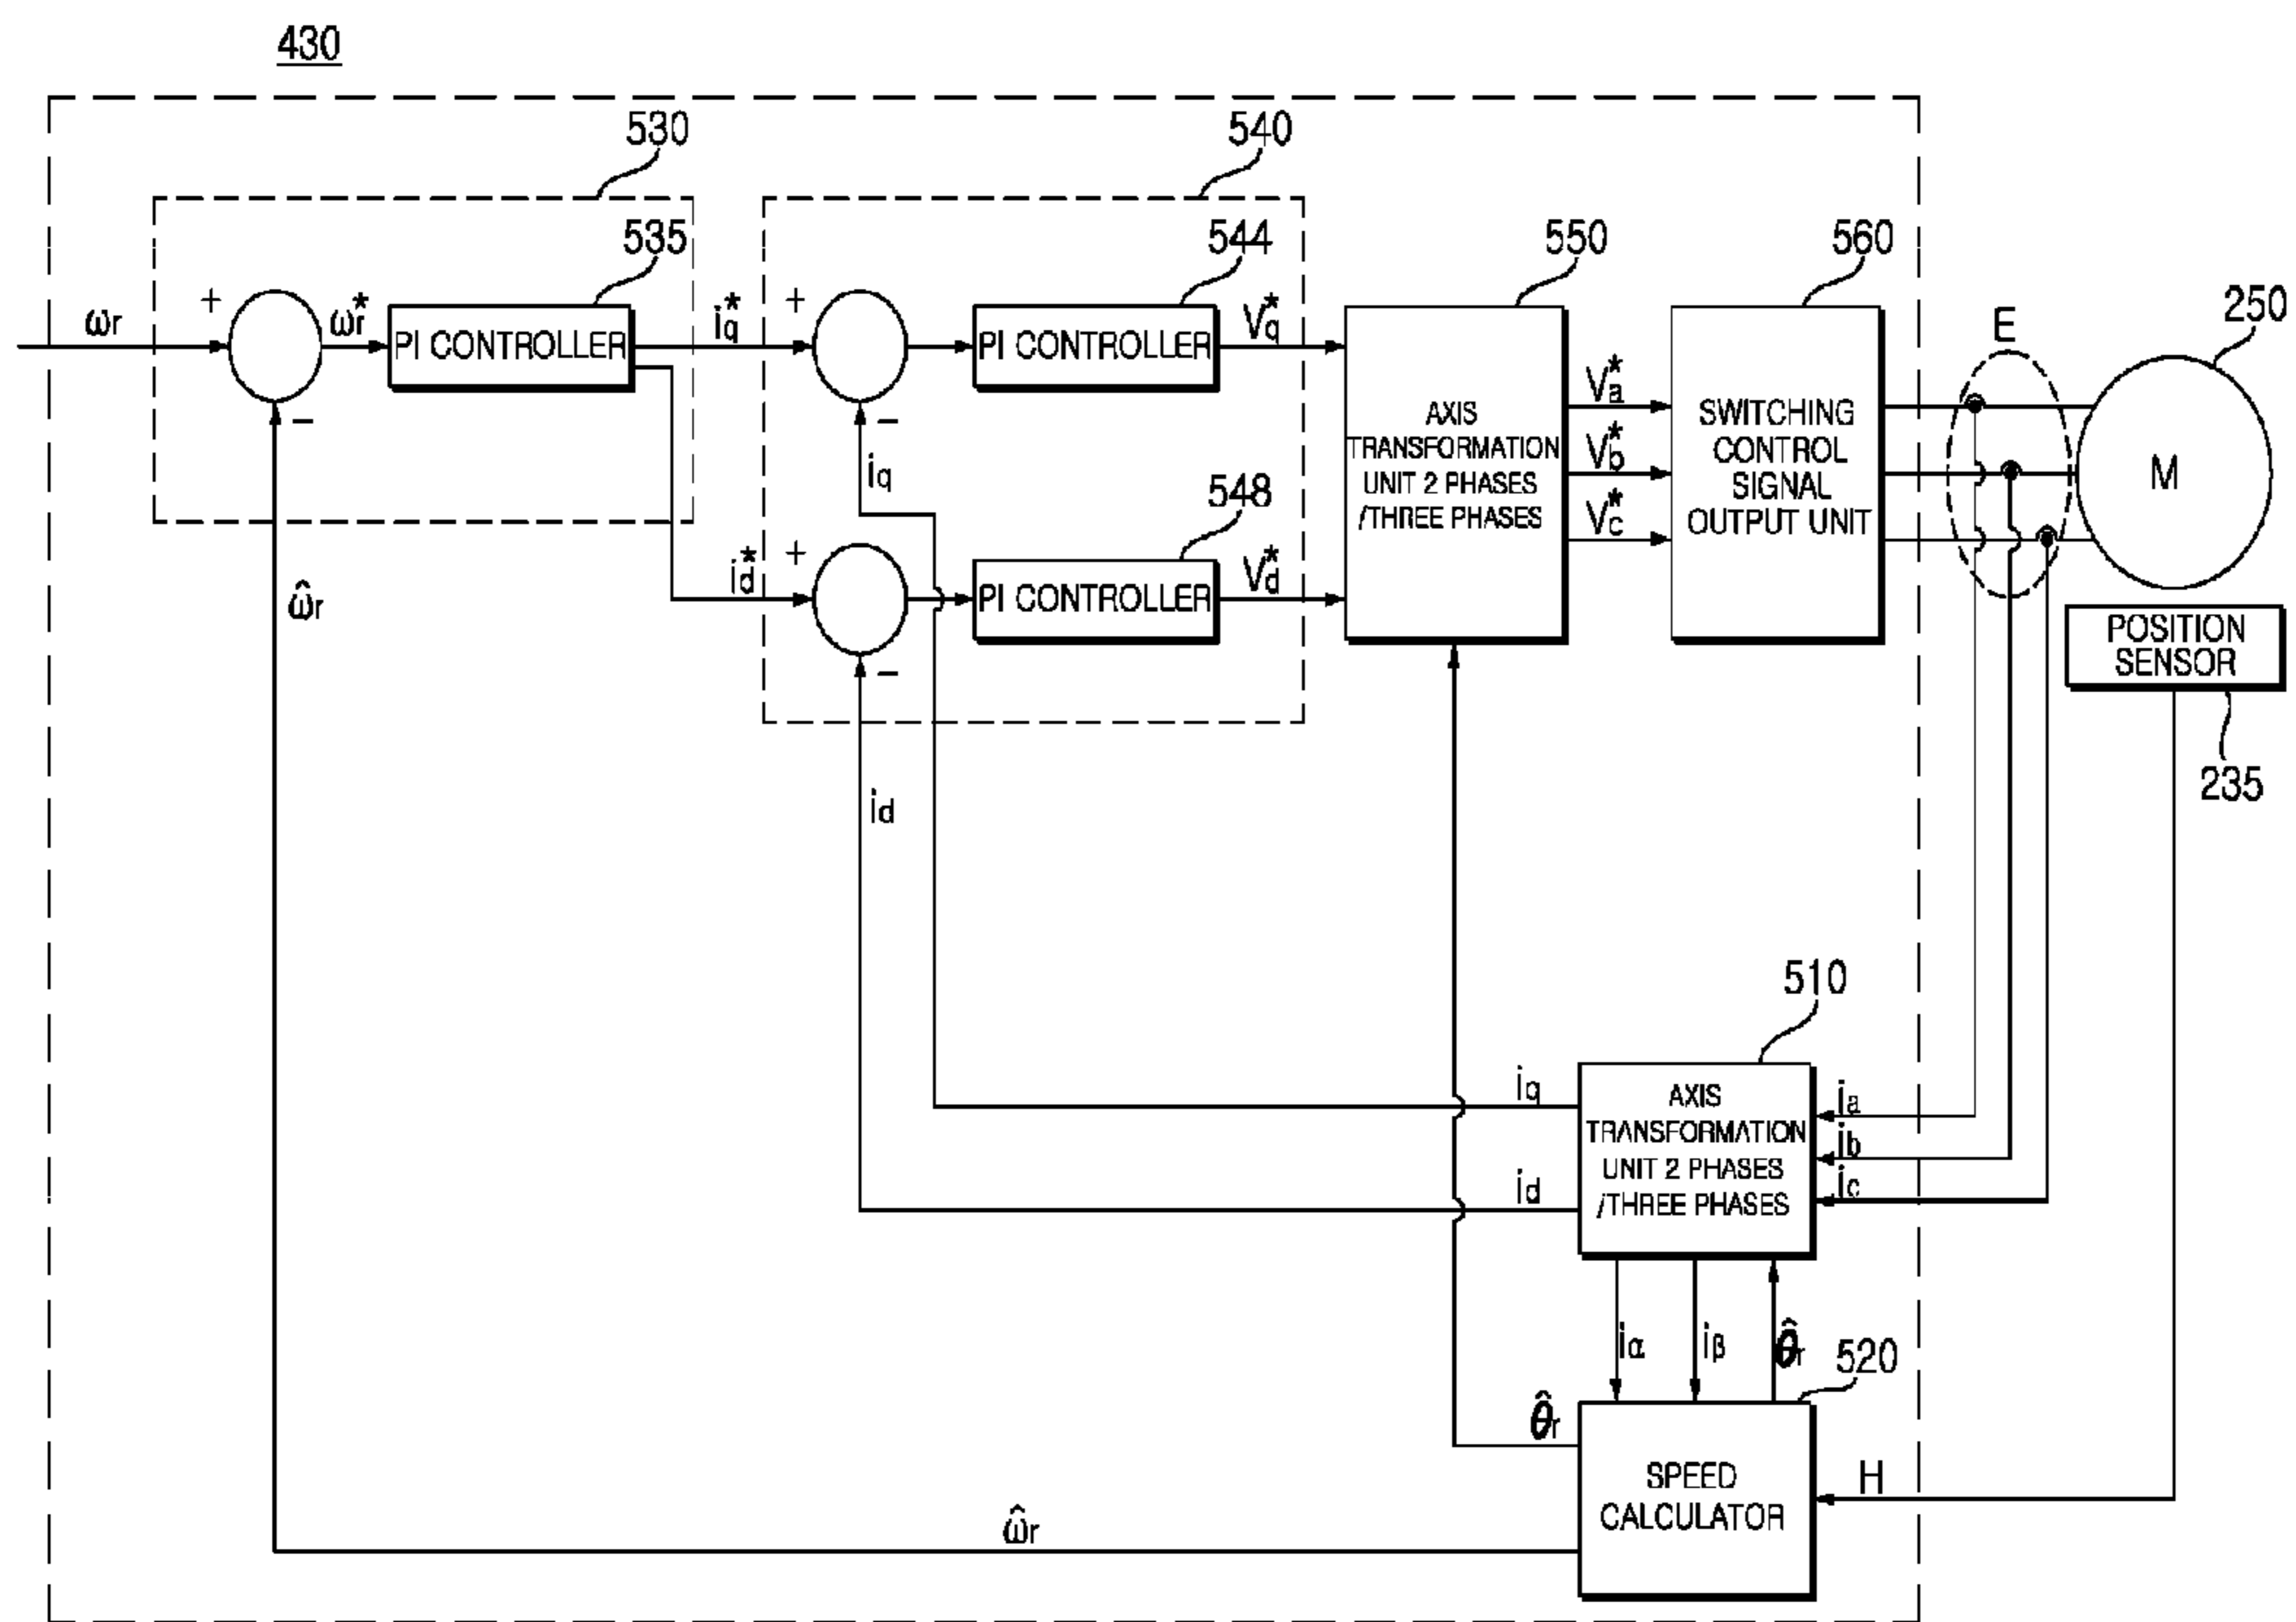 430
530
540
535
544
550
560
250
ωr
+
−
ωr*
PI CONTROLLER
iq*
+
−
iq
PI CONTROLLER
Vq*
548
id*
+
−
PI CONTROLLER
Vd*
AXIS
TRANSFORMATION
UNIT 2 PHASES
/THREE PHASES
Va*
Vb*
Vc*
SWITCHING
CONTROL
SIGNAL
OUTPUT UNIT
E
M
POSITION
SENSOR
235
ω̂r
id
510
iq
id
AXIS
TRANSFORMATION
UNIT 2 PHASES
/THREE PHASES
ia
ib
ic
iα
iβ
θ̂r
520
θ̂r
SPEED
CALCULATOR
H
ω̂r